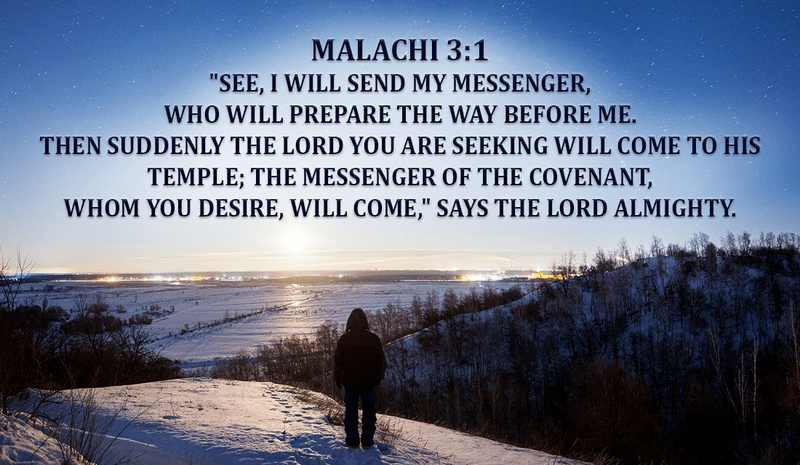 MALACHI 3:1
"SEE, I WILL SEND MY MESSENGER,
WHO WILL PREPARE THE WAY BEFORE ME.
THEN SUDDENLY THE LORD YOU ARE SEEKING WILL COME TO HIS
TEMPLE; THE MESSENGER OF THE COVENANT,
WHOM YOU DESIRE, WILL COME," SAYS THE LORD ALMIGHTY.